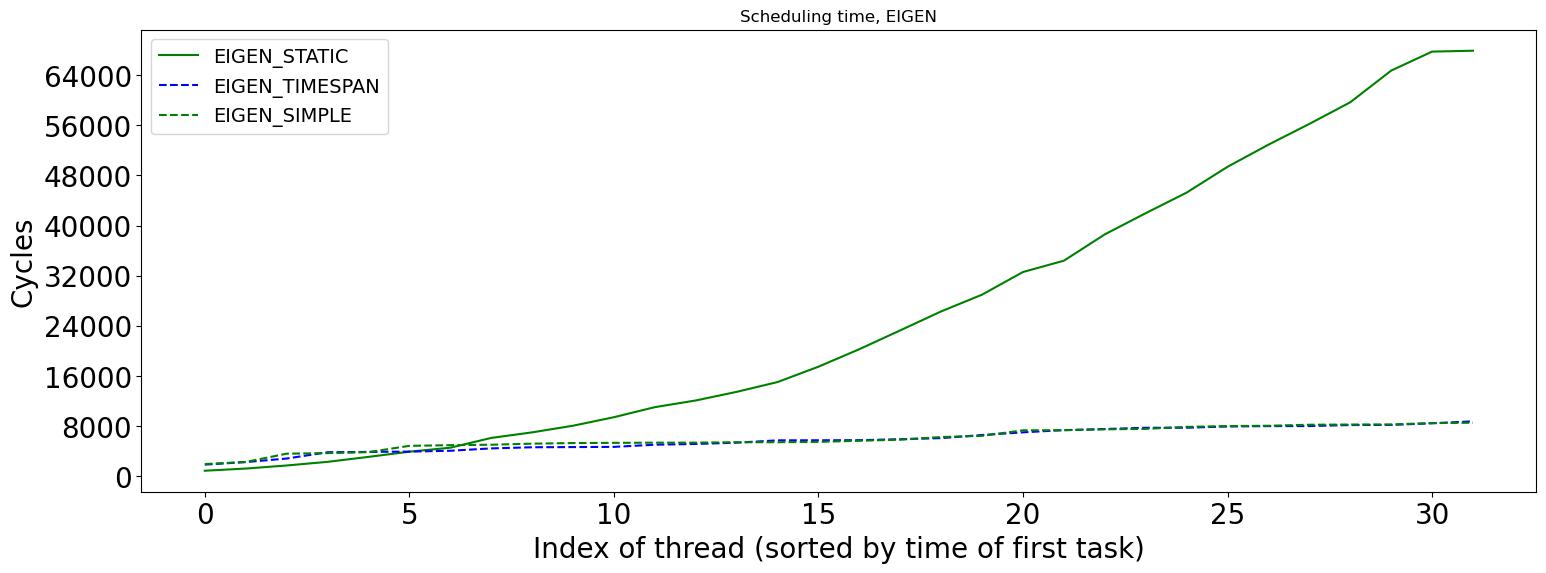 Scheduling time, EIGEN
EIGEN_STATIC
EIGEN_TIMESPAN
EIGEN_SIMPLE
64000
56000
48000
40000
32000
24000
16000
8000
0
Cycles
0 5 10 15 20 25 30
Index of thread (sorted by time of first task)